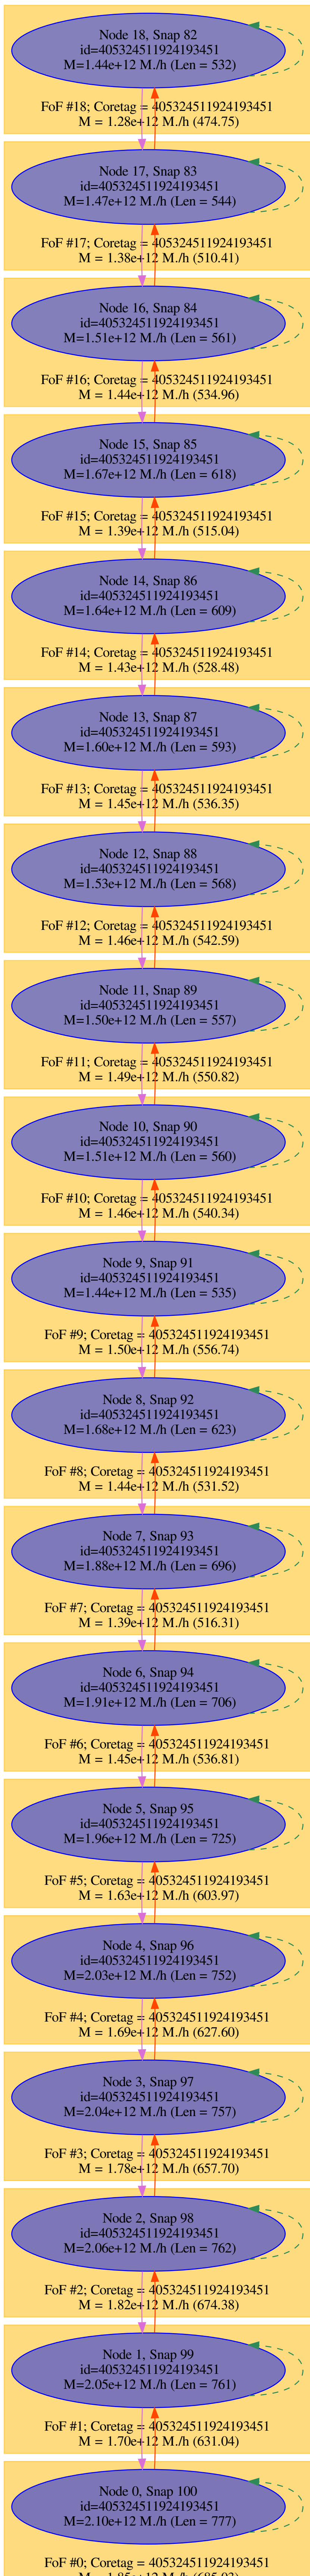 Node 18, Snap 82
id=405324511924193451
M=1.44e+12 M./h (Len = 532)
FoF #18; Coretag = 405324511924193451
M = 1.28e+12 M./h (474.75)
Node 17, Snap 83
id=405324511924193451
M=1.47e+12 M./h (Len = 544)
FoF #17; Coretag = 405324511924193451
M = 1.38e+12 M./h (510.41)
Node 16, Snap 84
id=405324511924193451
M=1.51e+12 M./h (Len = 561)
FoF #16; Coretag = 405324511924193451
M = 1.44e+12 M./h (534.96)
Node 15, Snap 85
id=405324511924193451
M=1.67e+12 M./h (Len = 618)
FoF #15; Coretag = 405324511924193451
M = 1.39e+12 M./h (515.04)
Node 14, Snap 86
id=405324511924193451
M=1.64e+12 M./h (Len = 609)
FoF #14; Coretag = 405324511924193451
M = 1.43e+12 M./h (528.48)
Node 13, Snap 87
id=405324511924193451
M=1.60e+12 M./h (Len = 593)
FoF #13; Coretag = 405324511924193451
M = 1.45e+12 M./h (536.35)
Node 12, Snap 88
id=405324511924193451
M=1.53e+12 M./h (Len = 568)
FoF #12; Coretag = 405324511924193451
M = 1.46e+12 M./h (542.59)
Node 11, Snap 89
id=405324511924193451
M=1.50e+12 M./h (Len = 557)
FoF #11; Coretag = 405324511924193451
M = 1.49e+12 M./h (550.82)
Node 10, Snap 90
id=405324511924193451
M=1.51e+12 M./h (Len = 560)
FoF #10; Coretag = 405324511924193451
M = 1.46e+12 M./h (540.34)
Node 9, Snap 91
id=405324511924193451
M=1.44e+12 M./h (Len = 535)
FoF #9; Coretag = 405324511924193451
M = 1.50e+12 M./h (556.74)
Node 8, Snap 92
id=405324511924193451
M=1.68e+12 M./h (Len = 623)
FoF #8; Coretag = 405324511924193451
M = 1.44e+12 M./h (531.52)
Node 7, Snap 93
id=405324511924193451
M=1.88e+12 M./h (Len = 696)
FoF #7; Coretag = 405324511924193451
M = 1.39e+12 M./h (516.31)
Node 6, Snap 94
id=405324511924193451
M=1.91e+12 M./h (Len = 706)
FoF #6; Coretag = 405324511924193451
M = 1.45e+12 M./h (536.81)
Node 5, Snap 95
id=405324511924193451
M=1.96e+12 M./h (Len = 725)
FoF #5; Coretag = 405324511924193451
M = 1.63e+12 M./h (603.97)
Node 4, Snap 96
id=405324511924193451
M=2.03e+12 M./h (Len = 752)
FoF #4; Coretag = 405324511924193451
M = 1.69e+12 M./h (627.60)
Node 3, Snap 97
id=405324511924193451
M=2.04e+12 M./h (Len = 757)
FoF #3; Coretag = 405324511924193451
M = 1.78e+12 M./h (657.70)
Node 2, Snap 98
id=405324511924193451
M=2.06e+12 M./h (Len = 762)
FoF #2; Coretag = 405324511924193451
M = 1.82e+12 M./h (674.38)
Node 1, Snap 99
id=405324511924193451
M=2.05e+12 M./h (Len = 761)
FoF #1; Coretag = 405324511924193451
M = 1.70e+12 M./h (631.04)
Node 0, Snap 100
id=405324511924193451
M=2.10e+12 M./h (Len = 777)
FoF #0; Coretag = 405324511924193451